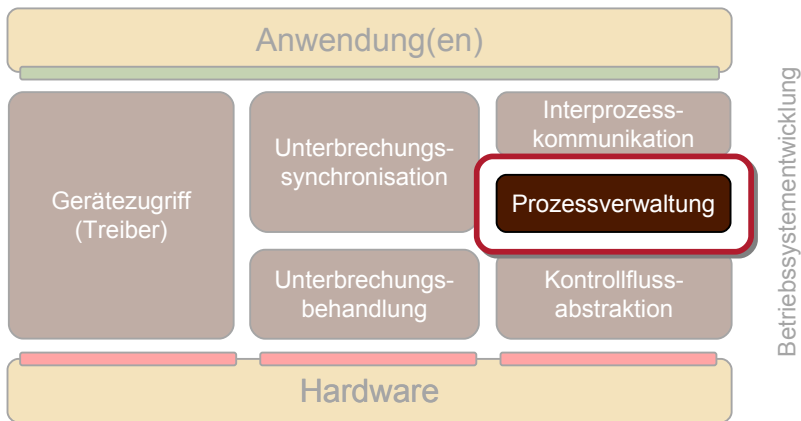 Anwendung(en)
Gerätezugriff
(Treiber)
Unterbrechungs-
synchronisation
Unterbrechungs-
behandlung
Interprozess-
kommunikation
Prozessverwaltung
Kontrollfluss-
abstraktion
Hardware
Betriebssystementwicklung